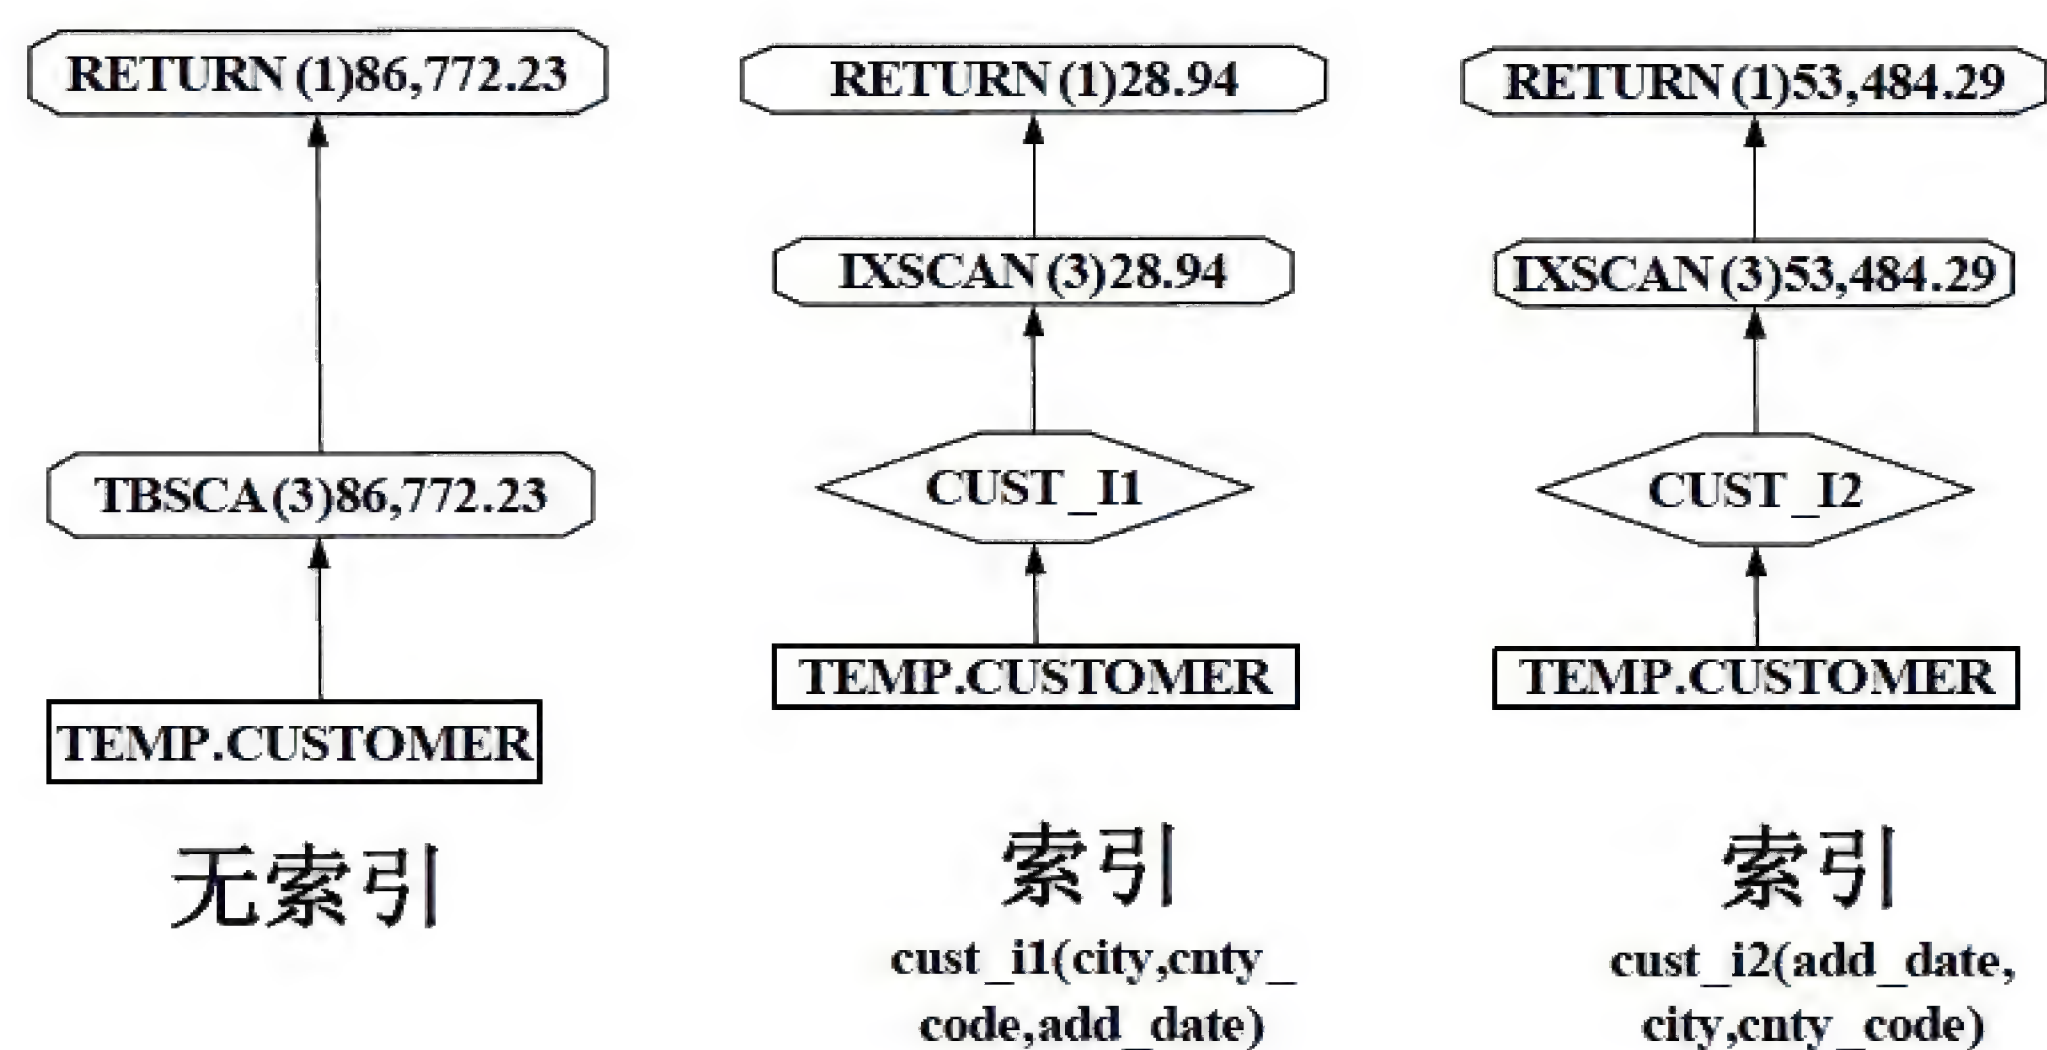 RETURN(1)86,772.23
TBSCA(3)86,772.23
TEMP.CUSTOMER
无索引
RETURN(1)28.94
IXSCAN(3)28.94
CUST_I1
TEMP.CUSTOMER
索引
cust_i1(city,cnty_
code,add_date)
RETURN(1)53,484.29
IXSCAN(3)53,484.29
CUST_I2
TEMP.CUSTOMER
索引
cust_i2(add_date,
city,cnty_code)